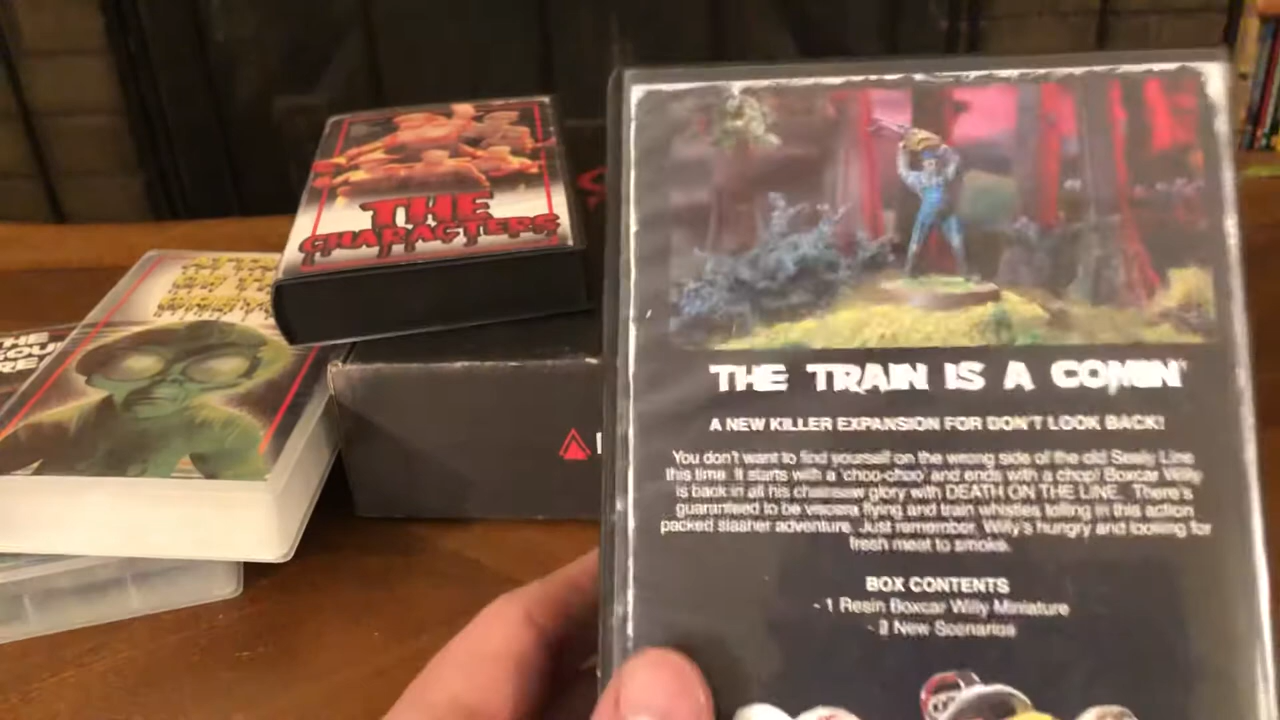 THE
CHARACTERS
THE TRAIN IS A COMIN'
A NEW KILLER EXPANSION FOR DON'T LOOK BACK!
You don't want to find yourself on the wrong side of the old Sealy Line
this time. It starts with a 'choo-choo' and ends with a chop! Boxcar Willy
is back in all his chainsaw glory with DEATH ON THE LINE. There's
guaranteed to be viscera flying and train whistles tolling in this action
packed slasher adventure. Just remember, Willy's hungry and looking for
fresh meat to smoke.
BOX CONTENTS
- 1 Resin Boxcar Willy Miniature
- 2 New Scenarios